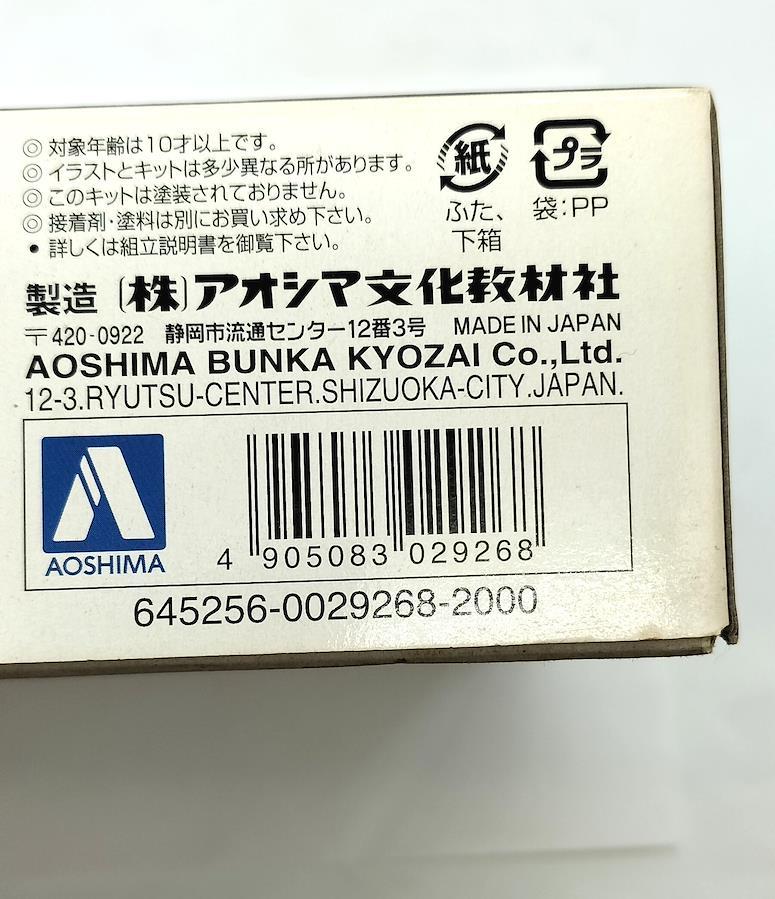 ◎ 対象年齢は10才以上です。
◎ イラストとキットは多少異なる所があります。
◎ このキットは塗装されておりません。
◎ 接着剤・塗料は別にお買い求め下さい。
• 詳しくは組立説明書を御覧下さい。
紙
ふた、
下箱
プラ
袋:PP
製造 (株)アオシマ文化教材社
〒420-0922 静岡市流通センター12番3号 MADE IN JAPAN
AOSHIMA BUNKA KYOZAI Co.,Ltd.
12-3.RYUTSU-CENTER.SHIZUOKA-CITY.JAPAN.
AOSHIMA
4 905083 029268
645256-0029268-2000